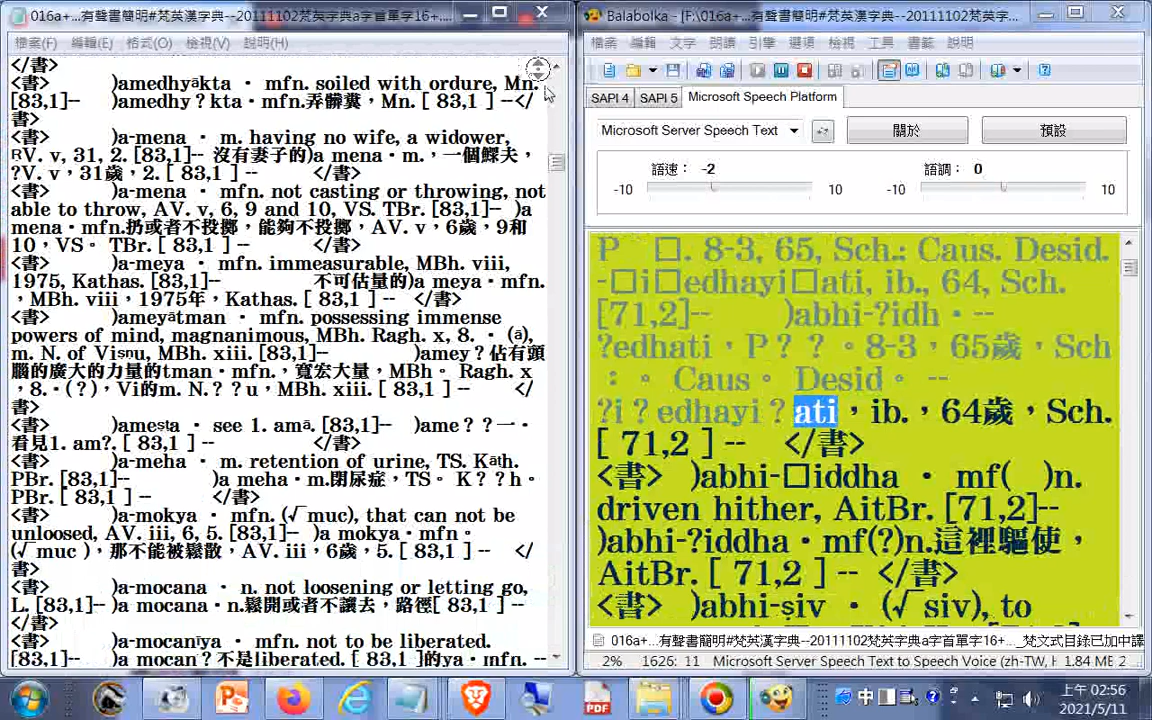 016a+...有聲書簡明#梵英漢字典--20111102梵英字典a字首單字16+...
檔案(F) 編輯(E) 格式(O) 檢視(V) 說明(H)
</書>
<書> )amedhyākta · mfn. soiled with ordure, Mn.
[83,1]-- )amedhy？kta·mfn.弄髒糞，Mn. [ 83,1 ] --</
書>
<書> )a-mena · m. having no wife, a widower,
RV. v, 31, 2. [83,1]-- 沒有妻子的)a mena·m.，一個鰥夫，
?V. v，31歲，2. [ 83,1 ] -- </書>
<書> )a-mena · mfn. not casting or throwing, not
able to throw, AV. v, 6, 9 and 10, VS. TBr. [83,1]-- )a
mena·mfn.扔或者不投擲，能夠不投擲，AV. v，6歲，9和
10，VS。 TBr. [ 83,1 ] -- </書>
<書> )a-meya · mfn. immeasurable, MBh. viii,
1975, Kathas. [83,1]-- 不可估量的)a meya·mfn.
，MBh. viii，1975年，Kathas. [ 83,1 ] -- </書>
<書> )ameyātman · mfn. possessing immense
powers of mind, magnanimous, MBh. Ragh. x, 8. · (ā),
m. N. of Viṣṇu, MBh. xiii. [83,1]-- )amey？佔有頭
腦的廣大的力量的tman·mfn.，寬宏大量，MBh。 Ragh. x
，8.·(？)，Vi的m. N.？？u，MBh. xiii. [ 83,1 ] -- </
書>
<書> )ameṣṭa · see 1. amā. [83,1]-- )ame？？一·
看見1. am?. [ 83,1 ] -- </書>
<書> )a-meha · m. retention of urine, TS. Kāṭh.
PBr. [83,1]-- )a meha·m.閉尿症，TS。 K？？h。
PBr. [ 83,1 ] -- </書>
<書> )a-mokya · mfn. (√muc), that can not be
unloosed, AV. iii, 6, 5. [83,1]-- )a mokya·mfn。
(√muc )，那不能被鬆散，AV. iii，6歲，5. [ 83,1 ] -- </
書>
<書> )a-mocana · n. not loosening or letting go,
L. [83,1]-- )a mocana·n.鬆開或者不讓去，路徑[ 83,1 ] --
</書>
<書> )a-mocanīya · mfn. not to be liberated.
[83,1]-- )a mocan？不是liberated. [ 83,1 ]的ya·mfn. --
Balabolka - [F:\016a+...有聲書簡明#梵英漢字典--20111102梵英字...
檔案 編輯 文字 朗讀 引擎 選項 檢視 工具 書籤 說明
SAPI 4 SAPI 5 Microsoft Speech Platform
Microsoft Server Speech Text 關於 預設
語速： -2 語調： 0
-10 10 -10 10
P □. 8-3, 65, Sch.: Caus. Desid.
-□i□edhayi□ati, ib., 64, Sch.
[71,2]-- )abhi-?idh·--
?edhati，P？？。8-3，65歲，Sch
：。 Caus。 Desid。 --
?i？edhayi？ati，ib.，64歲，Sch.
[ 71,2 ] -- </書>
<書> )abhi-□iddha · mf( )n.
driven hither, AitBr. [71,2]--
)abhi-?iddha·mf(?)n.這裡驅使，
AitBr. [ 71,2 ] -- </書>
<書> )abhi-ṣiv · (√siv), to
016a+...有聲書簡明#梵英漢字典--20111102梵英字典a字首單字16+..._梵文式目錄已加中譯
2% 1626: 11 Microsoft Server Speech Text to Speech Voice (zh-TW, H 1.84 MB 2
中 上午 02:56
2021/5/11